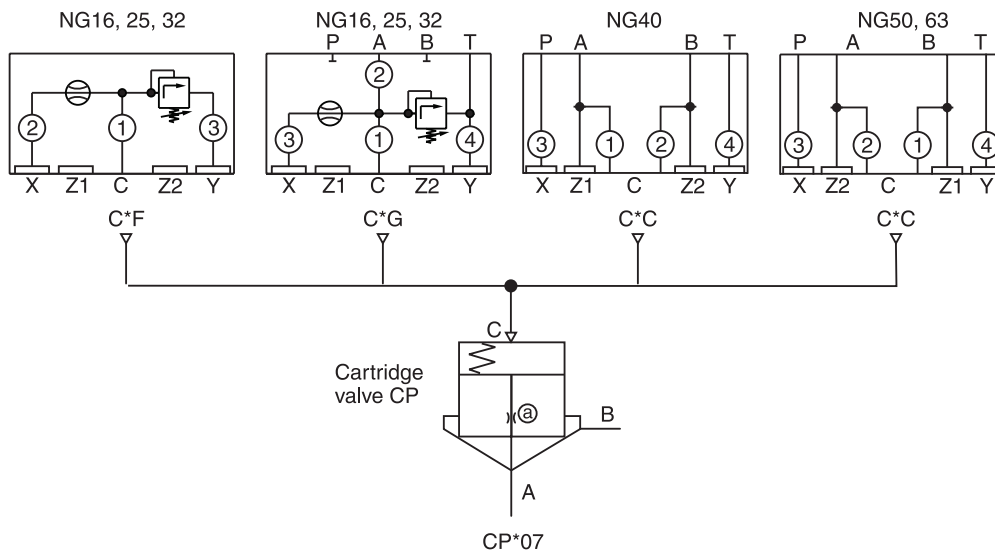 NG16, 25, 32 NG16, 25, 32 NG40 NG50, 63
P A B T P A B T P A B T
2
2 1 3 3 1 4 3 1 2 4 3 2 1 4
X Z1 C Z2 Y X Z1 C Z2 Y X Z1 C Z2 Y X Z2 C Z1 Y
C*F C*G C*C C*C
C
Cartridge
valve CP
a
B
A
CP*07